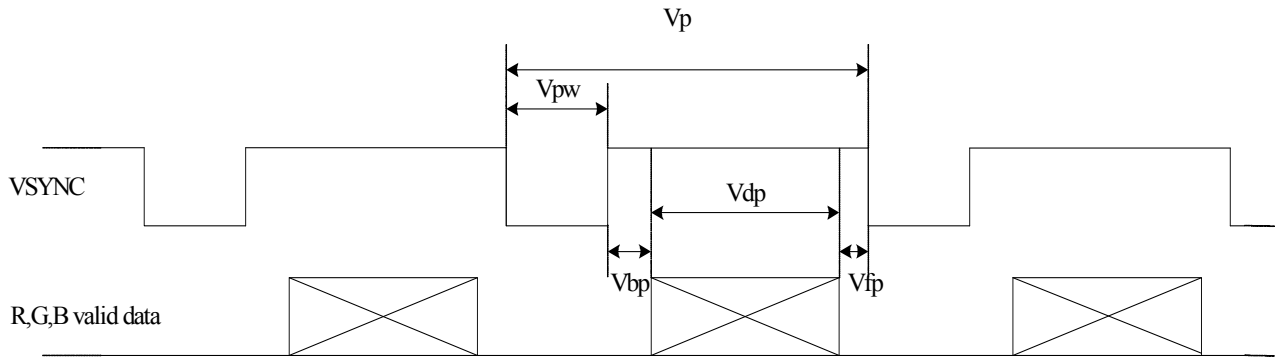 Vp
Vpw
VSYNC
Vdp
Vbp
Vfp
R,G,B valid data